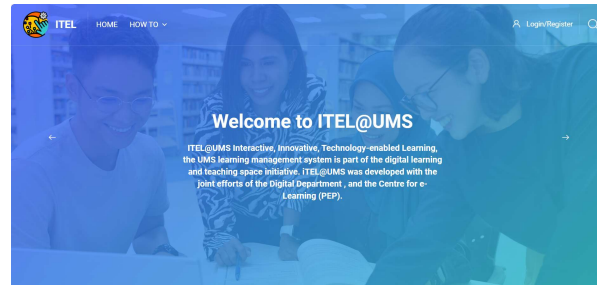 ITEL HOME HOW TO Login/Register
Welcome to ITEL@UMS
ITEL@UMS Interactive, Innovative, Technology-enabled Learning,
the UMS learning management system is part of the digital learning
and teaching space initiative. iTEL@UMS was developed with the
joint efforts of the Digital Department , and the Centre for e-
Learning (PEP).